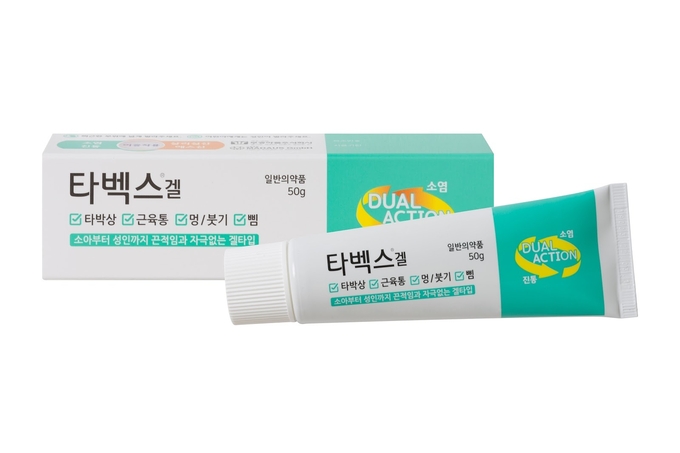 소염
타벡스®겔
일반의약품
50g
타박상 근육통 멍/붓기 삠
소아부터 성인까지 끈적임과 자극없는 겔타입
소염
DUAL
ACTION
타벡스®겔
일반의약품
50g
타박상 근육통 멍/붓기 삠
소아부터 성인까지 끈적임과 자극없는 겔타입
소염
DUAL
ACTION
진통